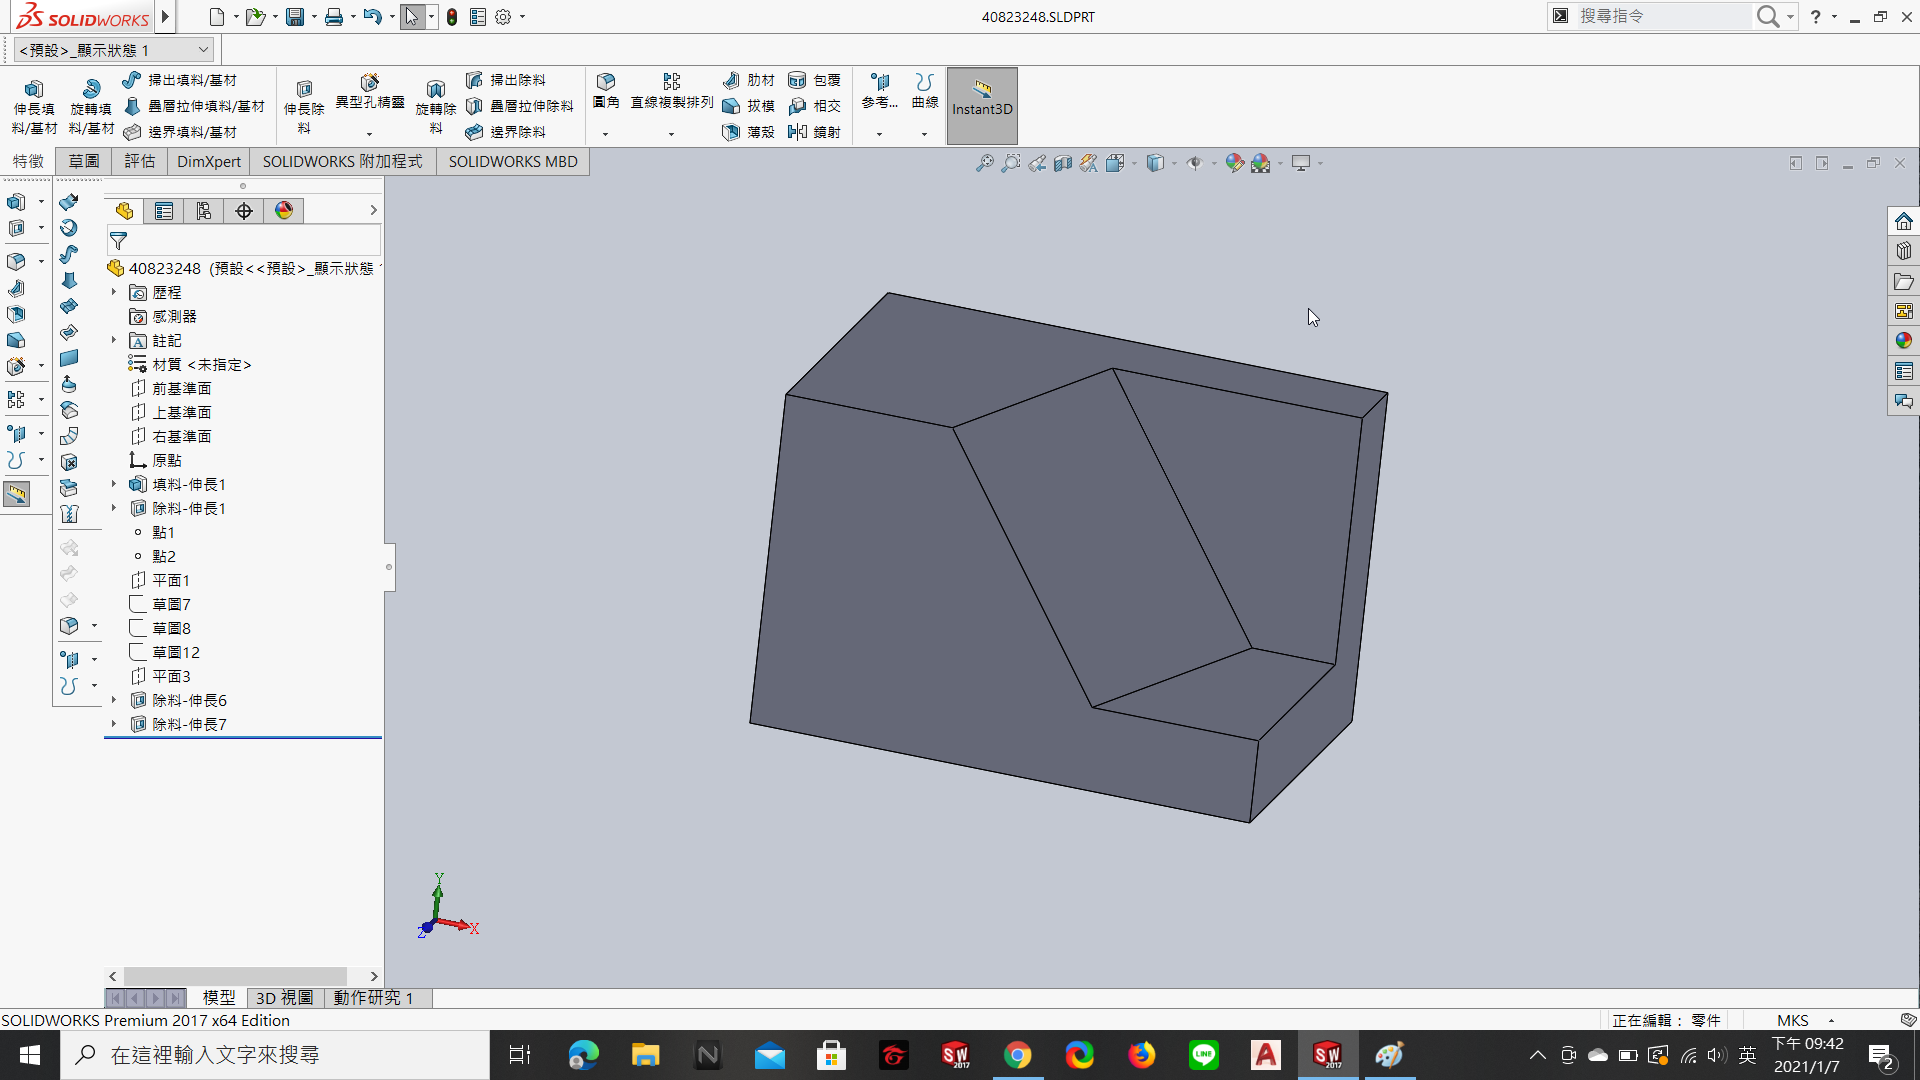 SOLIDWORKS
40823248.SLDPRT
搜尋指令
?
<預設>_顯示狀態 1
伸長填料/基材
旋轉填料/基材
掃出填料/基材
疊層拉伸填料/基材
邊界填料/基材
伸長除料
異型孔精靈
旋轉除料
掃出除料
疊層拉伸除料
邊界除料
圓角
直線複製排列
肋材
拔模
薄殼
包覆
相交
鏡射
參考...
曲線
Instant3D
特徵
草圖
評估
DimXpert
SOLIDWORKS 附加程式
SOLIDWORKS MBD
40823248 (預設<<預設>_顯示狀態
歷程
感測器
註記
材質 <未指定>
前基準面
上基準面
右基準面
原點
填料-伸長1
除料-伸長1
點1
點2
平面1
草圖7
草圖8
草圖12
平面3
除料-伸長6
除料-伸長7
Y
X
Z
模型
3D 視圖
動作研究 1
SOLIDWORKS Premium 2017 x64 Edition
正在編輯： 零件
MKS
在這裡輸入文字來搜尋
SW 2017
LINE
SW 2017
英
下午 09:42
2021/1/7
2